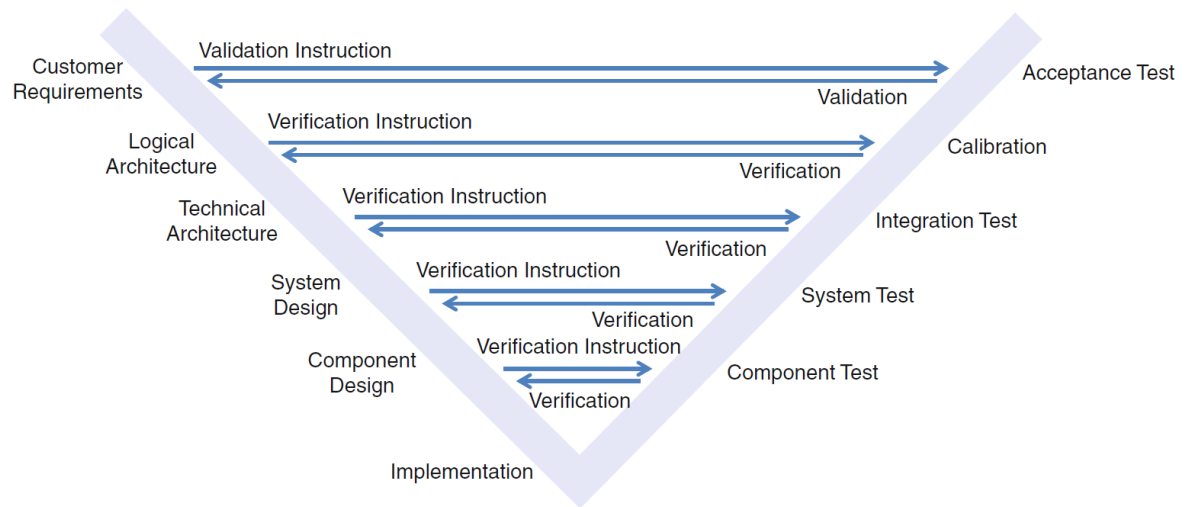 Validation Instruction
Customer
Requirements
Acceptance Test
Validation
Verification Instruction
Logical
Architecture
Calibration
Verification
Verification Instruction
Technical
Architecture
Integration Test
Verification
Verification Instruction
System
Design
System Test
Verification
Verification Instruction
Component
Design
Component Test
Verification
Implementation